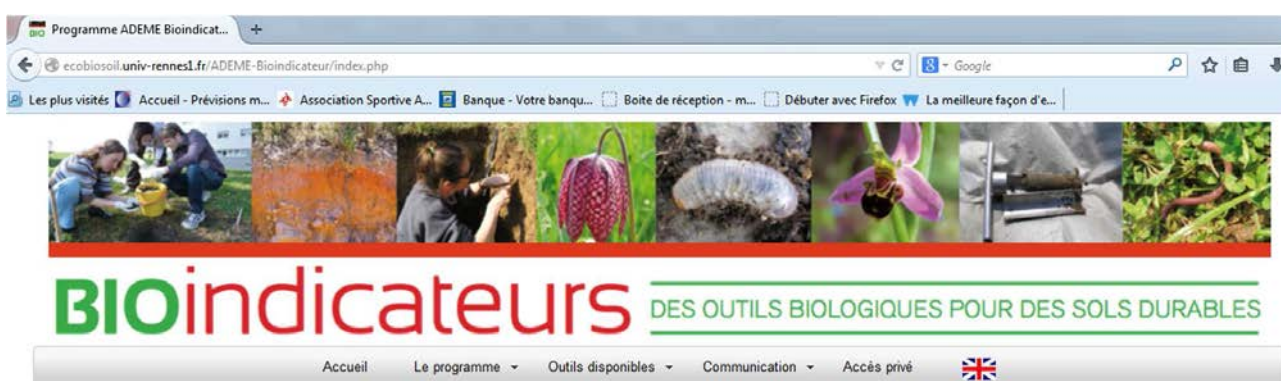 BIO Programme ADEME Bioindicat... +
ecobiosoil.univ-rennes1.fr/ADEME-Bioindicateur/index.php 8 Google
Les plus visités Accueil - Prévisions m... Association Sportive A... Banque - Votre banqu... Boite de réception - m... Débuter avec Firefox La meilleure façon d'e...
BIOindicateurs DES OUTILS BIOLOGIQUES POUR DES SOLS DURABLES
Accueil Le programme Outils disponibles Communication Accès privé